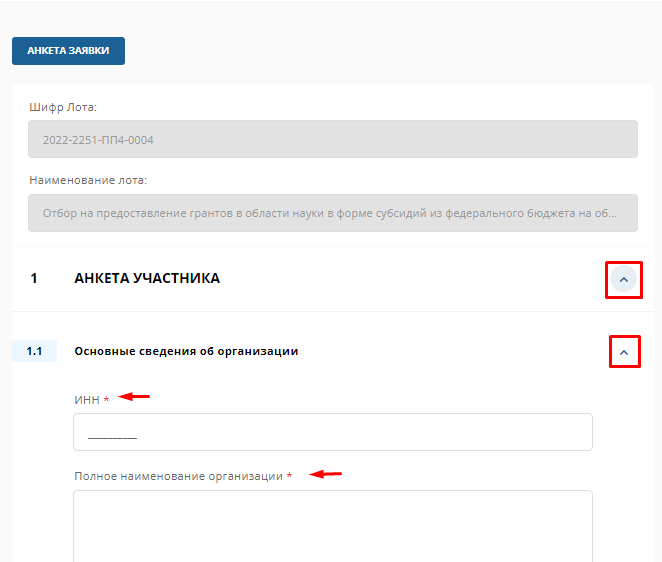 АНКЕТА ЗАЯВКИ
Шифр Лота:
2022-2251-ПП4-0004
Наименование лота:
Отбор на предоставление грантов в области науки в форме субсидий из федерального бюджета на об...
1 АНКЕТА УЧАСТНИКА
1.1 Основные сведения об организации
ИНН *
__________
Полное наименование организации *